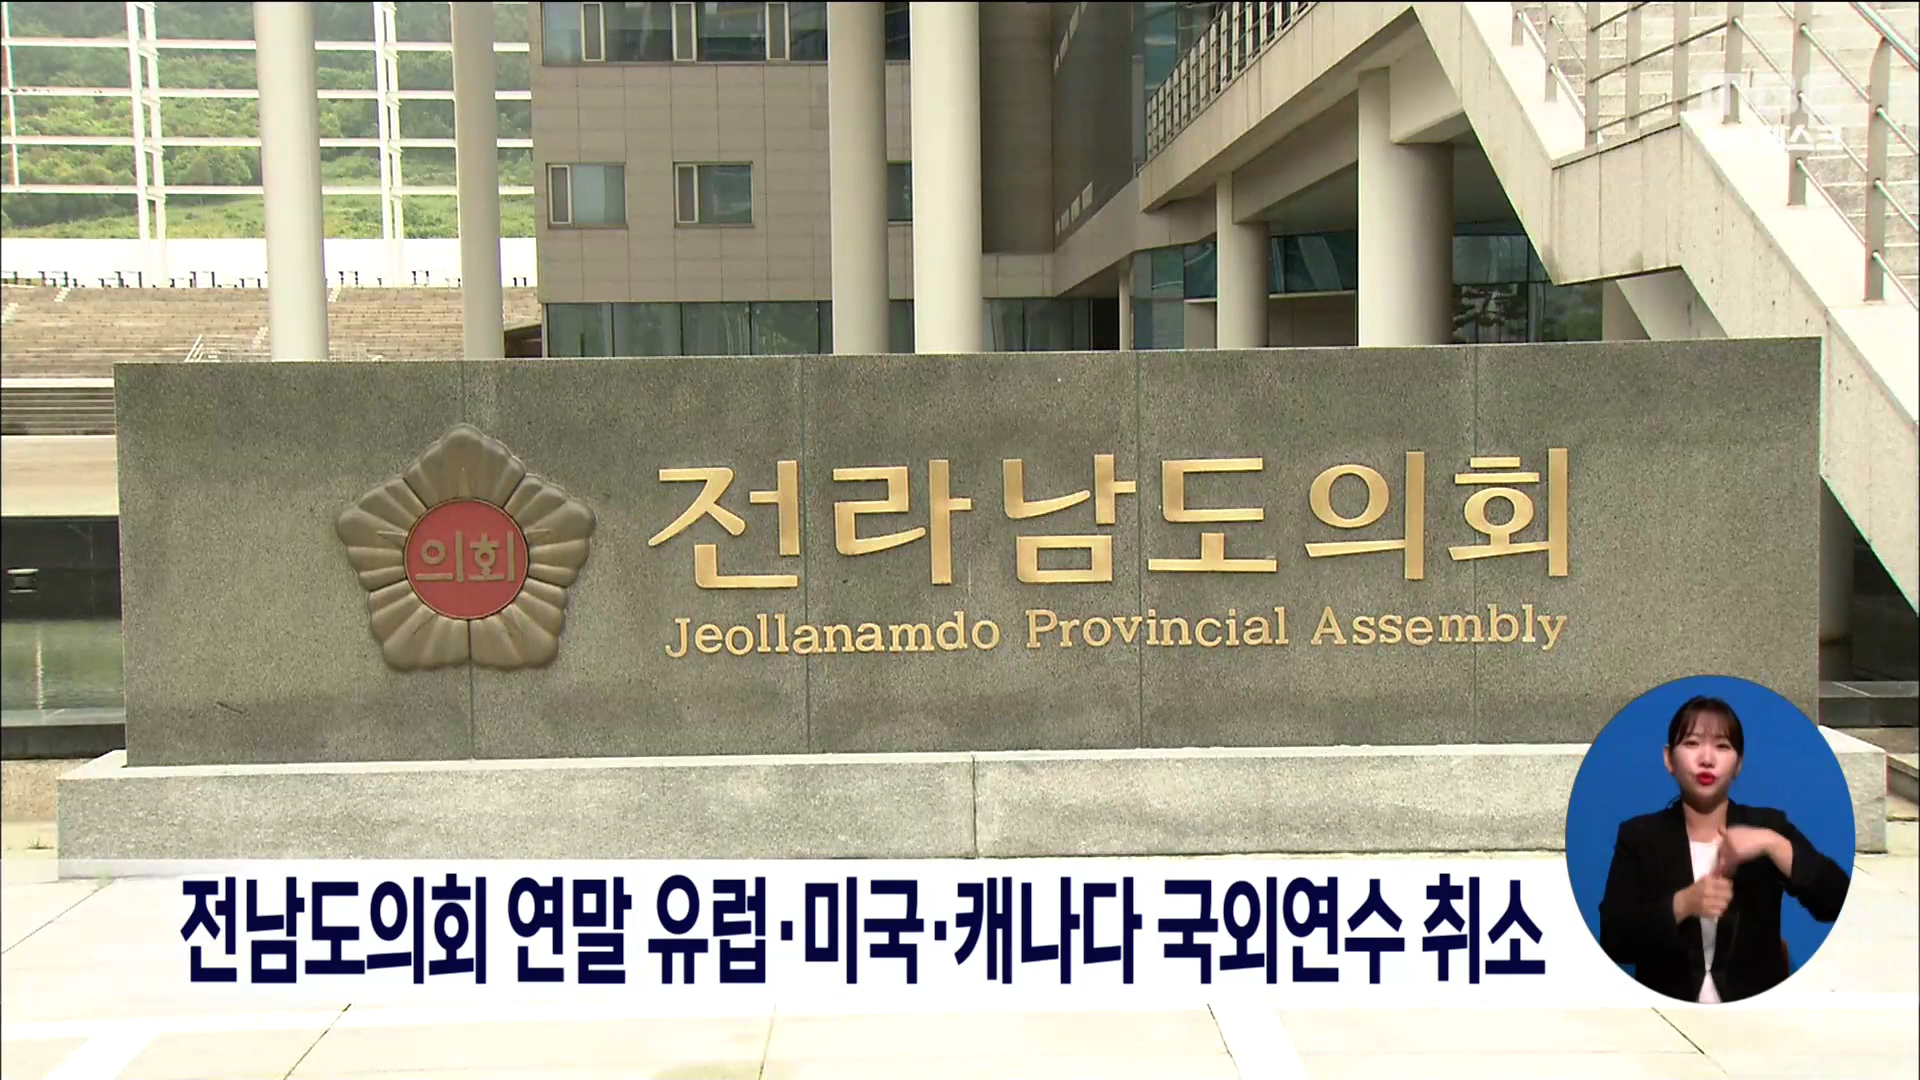 전라남도의회
의회
Jeollanamdo Provincial Assembly
전남도의회 연말 유럽·미국·캐나다 국외연수 취소